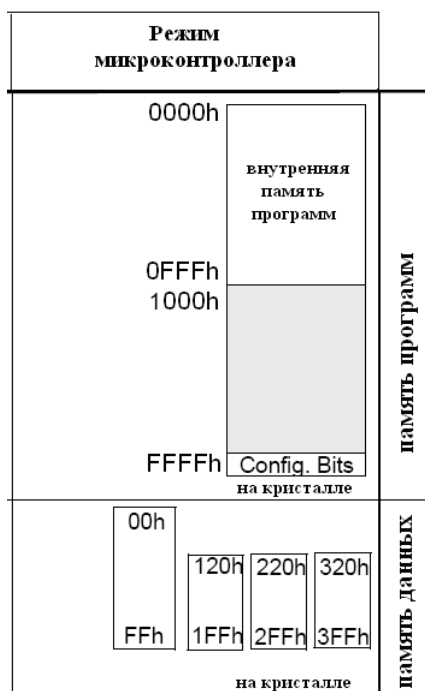 Режим
микроконтроллера
0000h
внутренняя
память
программ
0FFFh
1000h
FFFFh
Config. Bits
на кристалле
память программ
00h
120h 220h 320h
FFh 1FFh 2FFh 3FFh
на кристалле
память данных